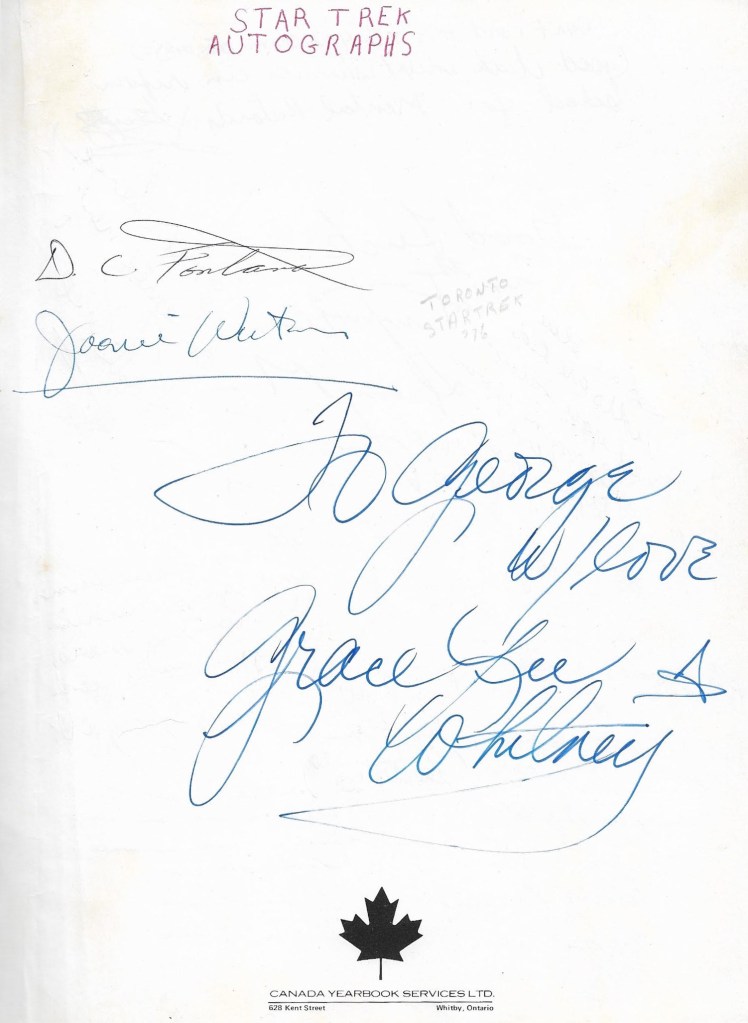 STAR TREK
AUTOGRAPHS
D. C. Fontana
TORONTO
STARTREK
'76
Joanie Winston
To George
w/love
Grace Lee
Whitney
CANADA YEARBOOK SERVICES LTD.
628 Kent Street Whitby, Ontario